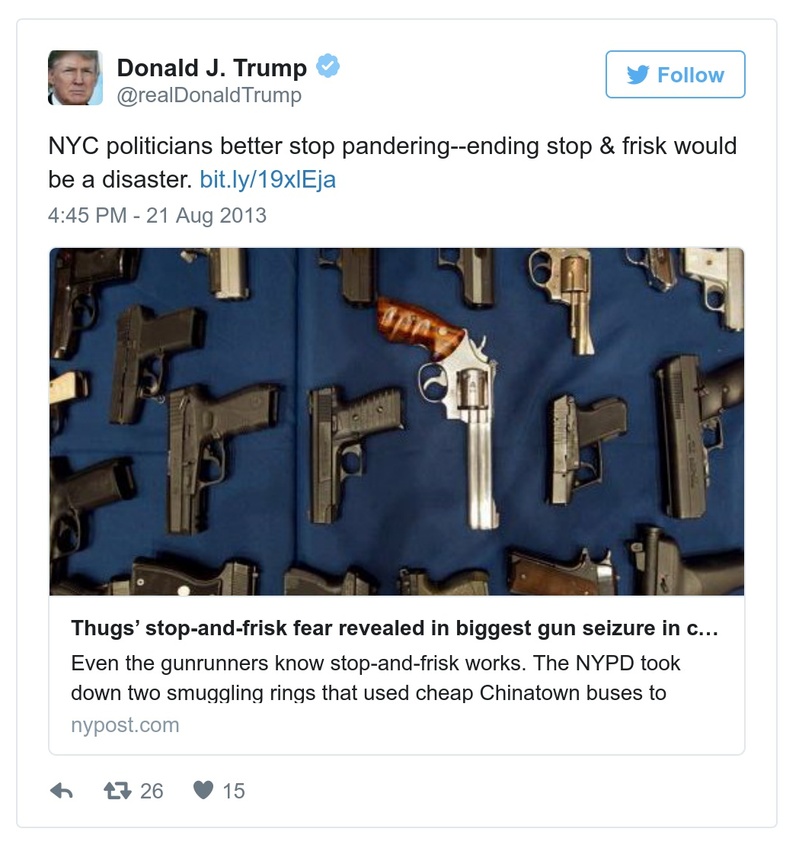 Donald J. Trump
@realDonaldTrump
Follow
NYC politicians better stop pandering--ending stop & frisk would
be a disaster. bit.ly/19xlEja
4:45 PM - 21 Aug 2013
Thugs’ stop-and-frisk fear revealed in biggest gun seizure in c…
Even the gunrunners know stop-and-frisk works. The NYPD took
down two smuggling rings that used cheap Chinatown buses to
nypost.com
26
15